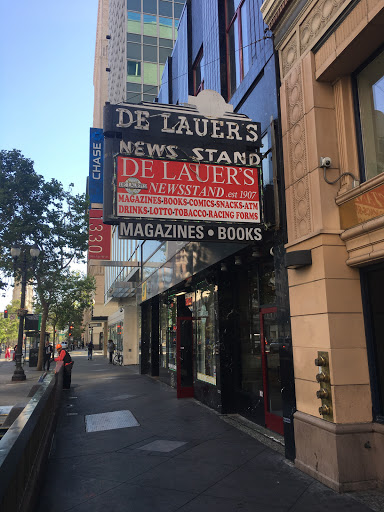 DE LAUER'S
NEWS STAND
DE LAUER'S
NEWSSTAND .est 1907
MAGAZINES-BOOKS-COMICS-SNACKS-ATM
DRINKS-LOTTO-TOBACCO-RACING FORMS
MAGAZINES • BOOKS
CHASE
1330